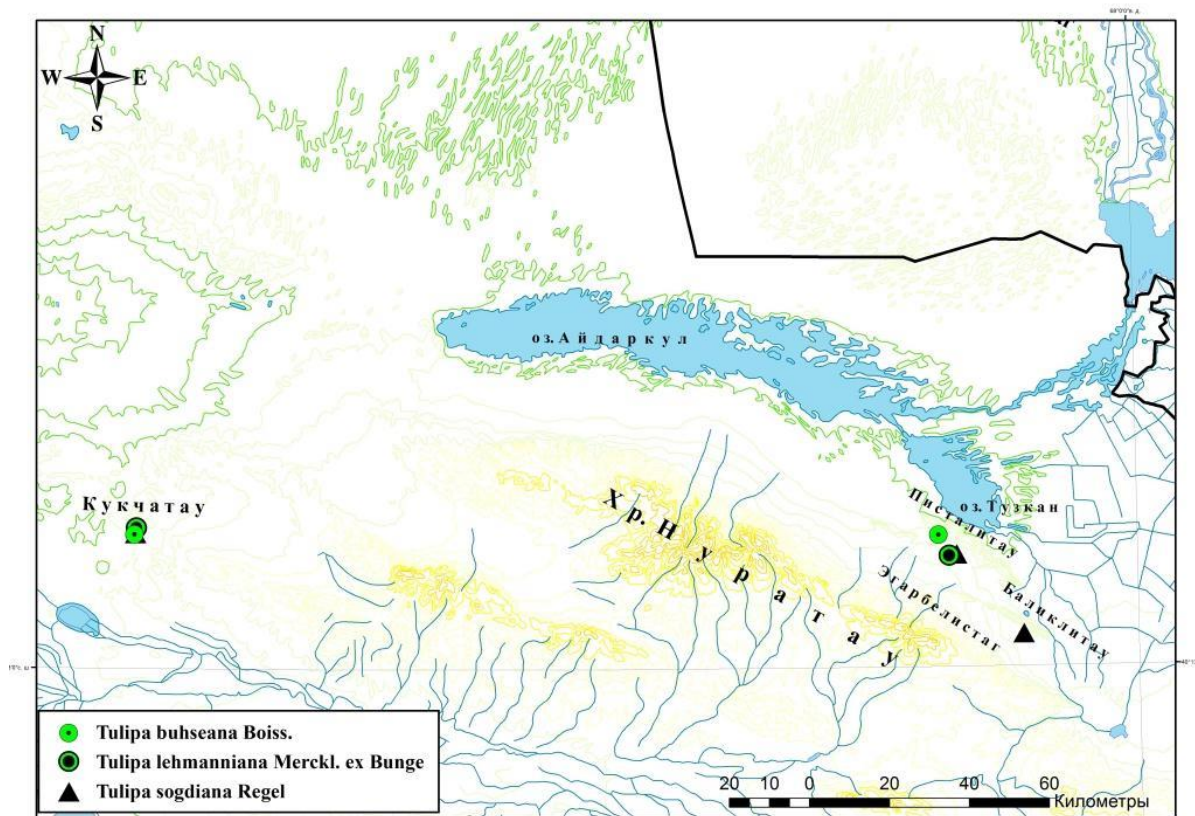 N
W E
S
оз. Айдаркул
Кукчатау
Хр. Нуратау
Писталитау
оз. Тузкан
Эгарбелистаг
Баликлитау
Tulipa buhseana Boiss.
Tulipa lehmanniana Merckl. ex Bunge
Tulipa sogdiana Regel
20 10 0 20 40 60
Километры